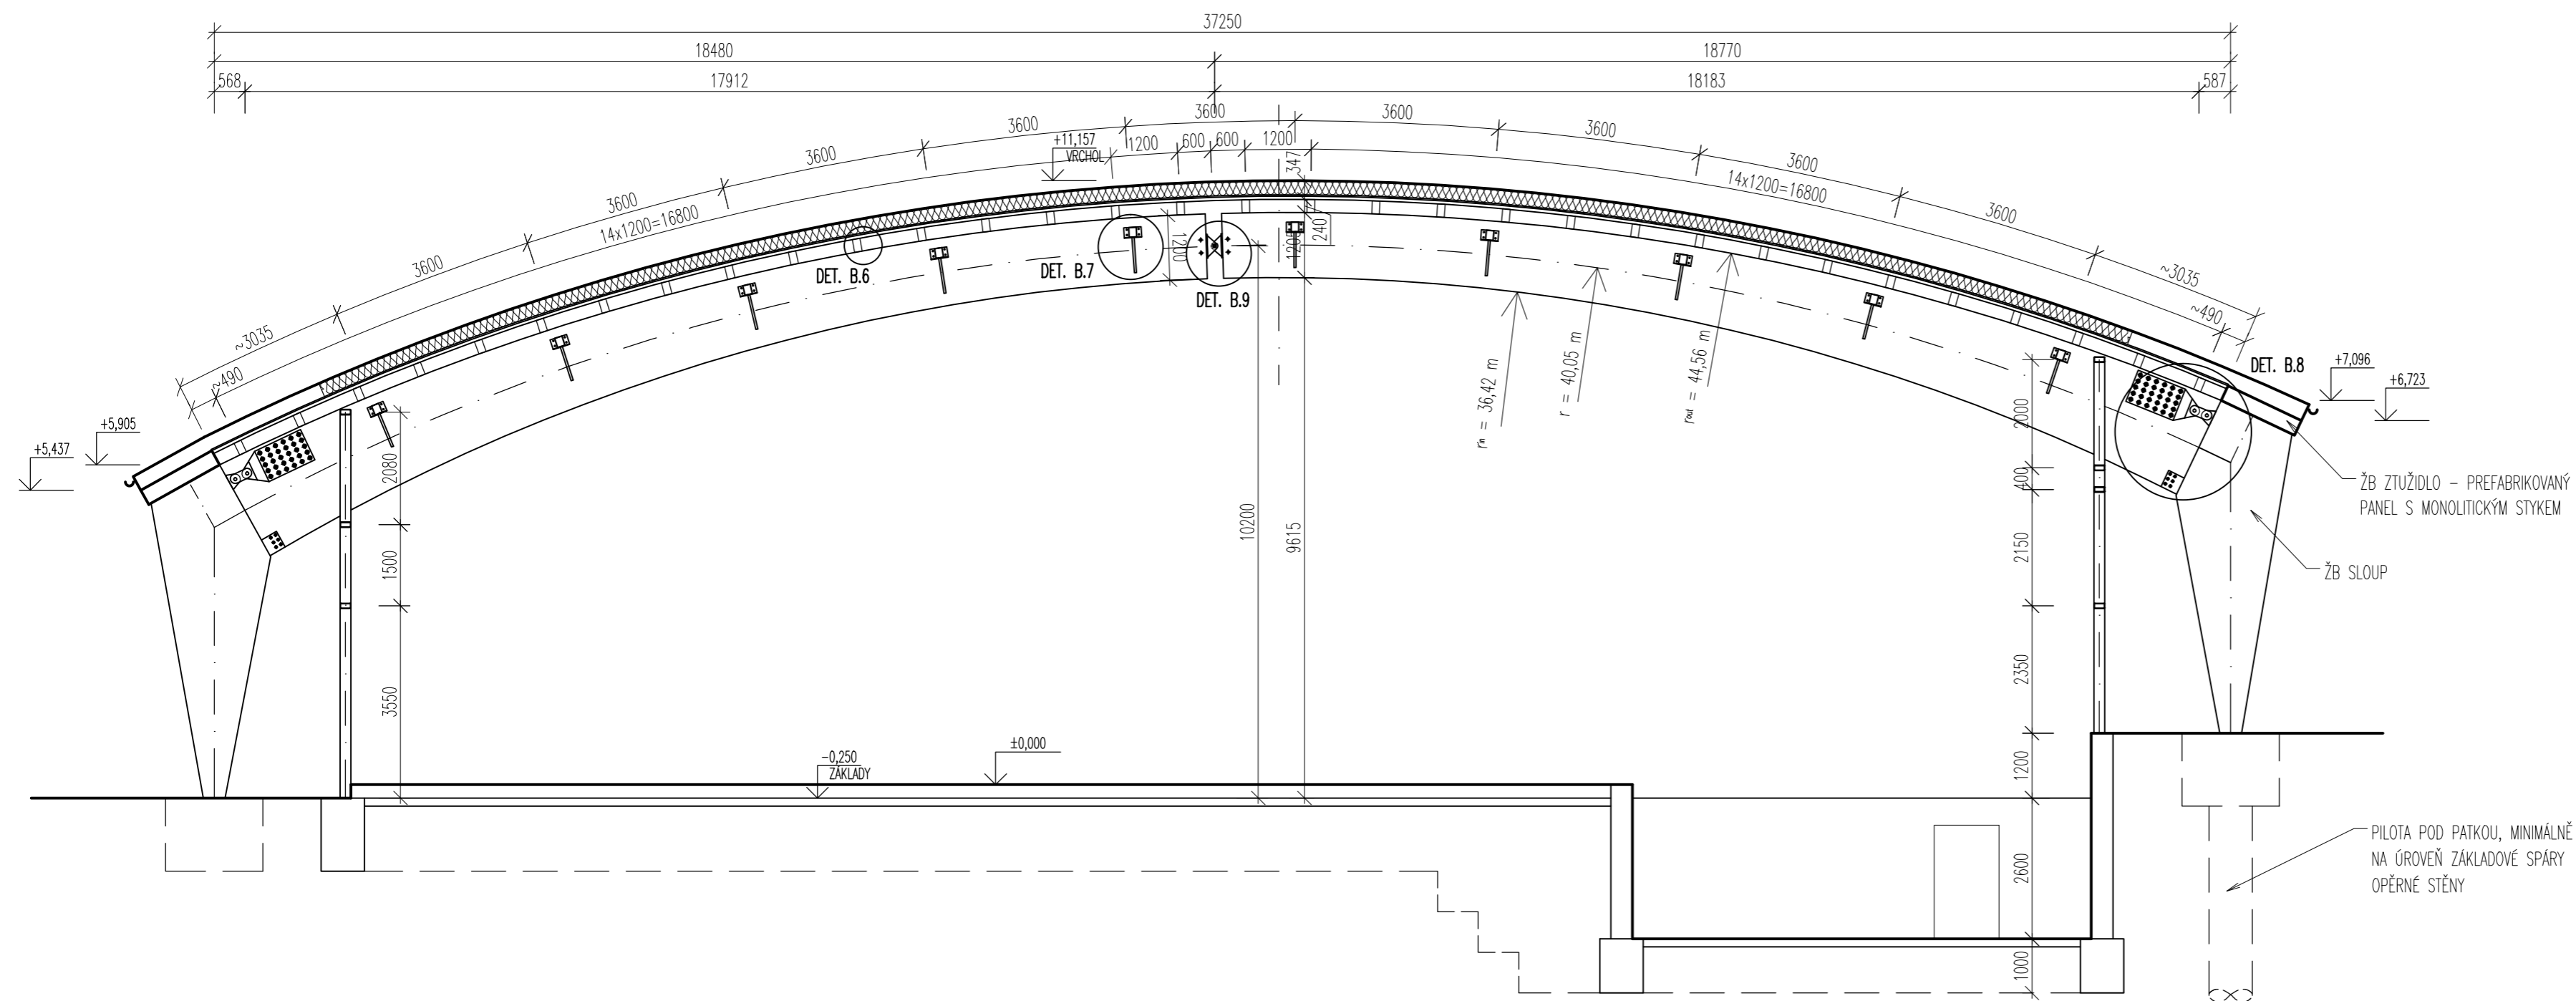 37250
18480
18770
568
17912
18183
587
3600
3600
3600
3600
3600
3600
3600
3600
3600
3600
~3035
~3035
+11,157
VRCHOL
1200
600
600
1200
347
14x1200=16800
14x1200=16800
~490
~490
1200
240
DET. B.6
DET. B.7
DET. B.9
DET. B.8
+7,096
+6,723
+5,905
+5,437
r = 40,05 m
rout = 44,56 m
2080
1500
3550
10200
9615
2000
400
2150
2350
1200
2600
1000
ŽB ZTUŽIDLO – PREFABRIKOVANÝ
PANEL S MONOLITICKÝM STYKEM
ŽB SLOUP
±0,000
-0,250
ZÁKLADY
PILOTA POD PATKOU, MINIMÁLNĚ
NA ÚROVEŇ ZÁKLADOVÉ SPÁRY
OPĚRNÉ STĚNY